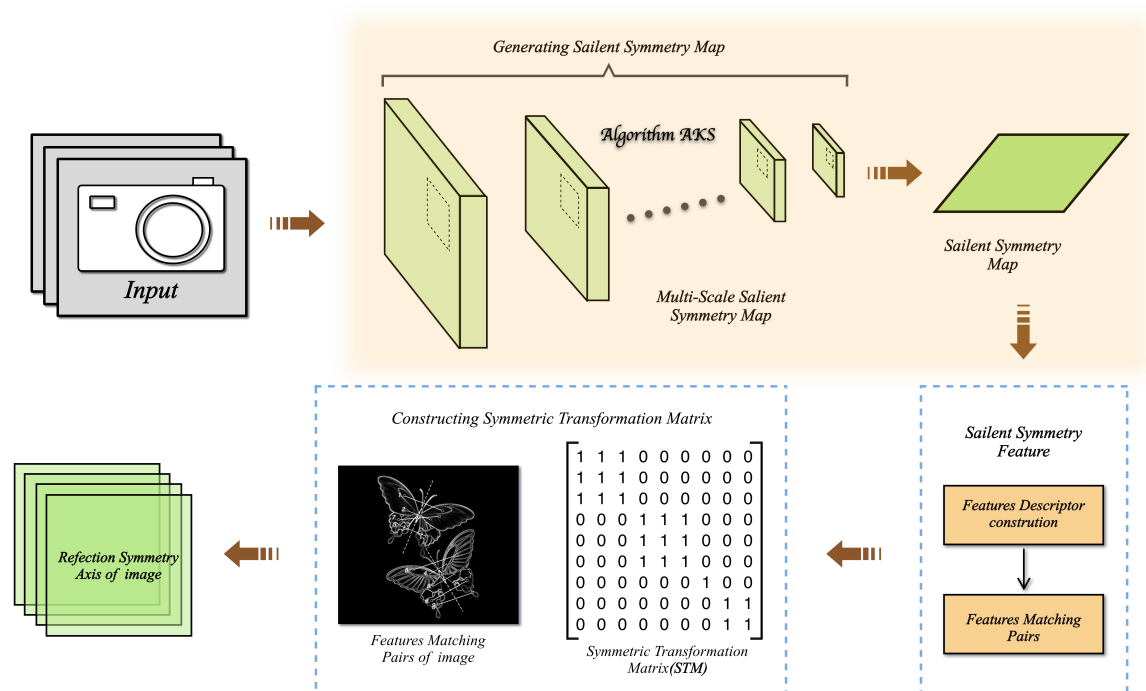 Generating Sailent Symmetry Map
Algorithm AKS
Input
Multi-Scale Salient
Symmetry Map
Sailent Symmetry
Map
Sailent Symmetry
Feature
Features Descriptor
constrution
Features Matching
Pairs
Constructing Symmetric Transformation Matrix
1 1 1 0 0 0 0 0 0
1 1 1 0 0 0 0 0 0
1 1 1 0 0 0 0 0 0
0 0 0 1 1 1 0 0 0
0 0 0 1 1 1 0 0 0
0 0 0 1 1 1 0 0 0
0 0 0 0 0 0 1 0 0
0 0 0 0 0 0 0 1 1
0 0 0 0 0 0 0 1 1
Features Matching
Pairs of image
Symmetric Transformation
Matrix(STM)
Refection Symmetry
Axis of image